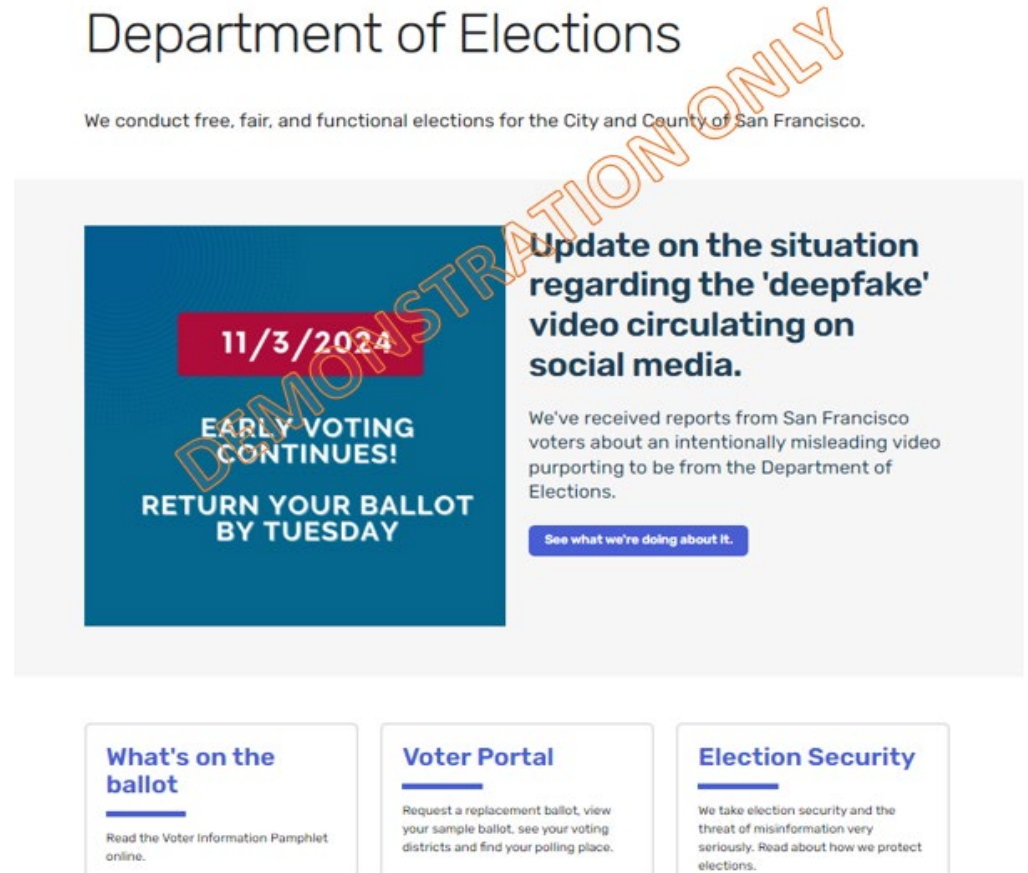 Department of Elections
We conduct free, fair, and functional elections for the City and County of San Francisco.
DEMONSTRATION ONLY
11/3/2024
EARLY VOTING
CONTINUES!
RETURN YOUR BALLOT
BY TUESDAY
Update on the situation
regarding the 'deepfake'
video circulating on
social media.
We've received reports from San Francisco
voters about an intentionally misleading video
purporting to be from the Department of
Elections.
See what we're doing about it.
What's on the
ballot
Read the Voter Information Pamphlet
online.
Voter Portal
Request a replacement ballot, view
your sample ballot, see your voting
districts and find your polling place.
Election Security
We take election security and the
threat of misinformation very
seriously. Read about how we protect
elections.